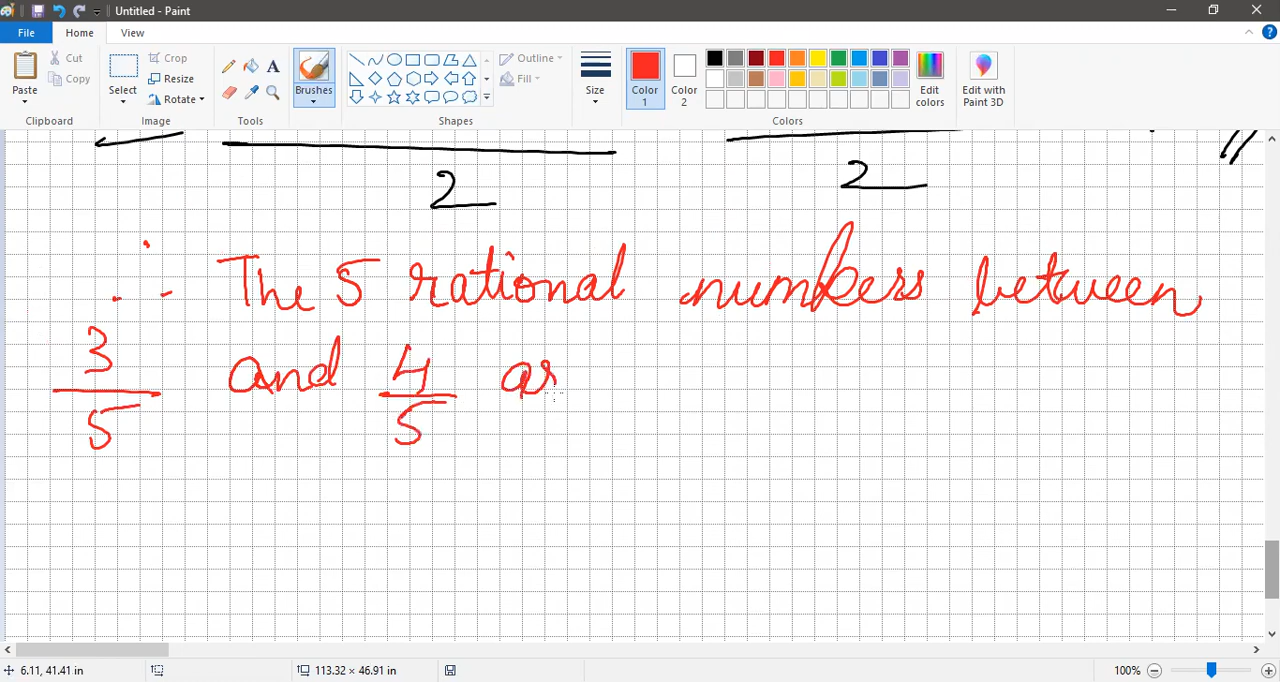 Untitled - Paint
File Home View
Paste Cut Copy Clipboard
Select Crop Resize Rotate Image
A Tools
Brushes
Outline Fill Shapes
Size
Color 1 Color 2 Edit colors Edit with Paint 3D Colors
2 2
∴ The 5 rational numbers between
3/5 and 4/5 ar
6.11, 41.41 in 113.32 × 46.91 in 100%